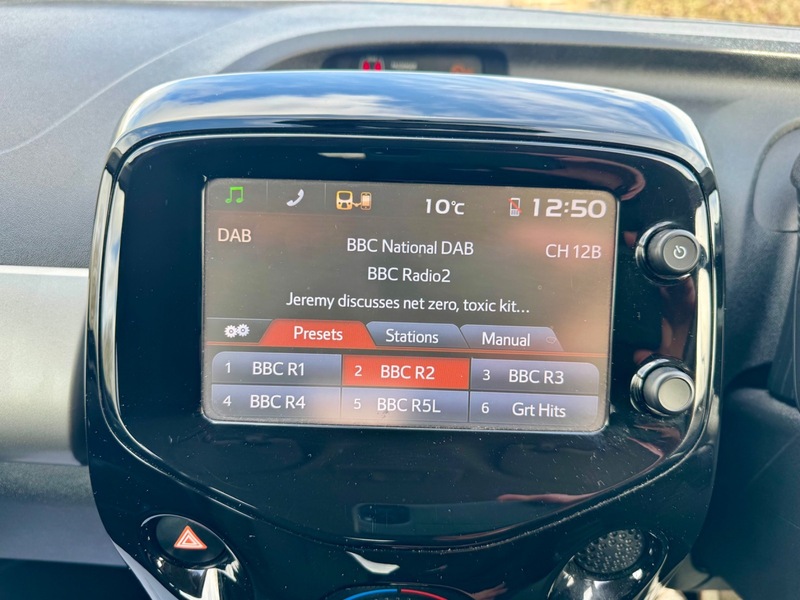 10°C 12:50
DAB BBC National DAB CH 12B
BBC Radio2
Jeremy discusses net zero, toxic kit...
Presets Stations Manual
1 BBC R1 2 BBC R2 3 BBC R3
4 BBC R4 5 BBC R5L 6 Grt Hits